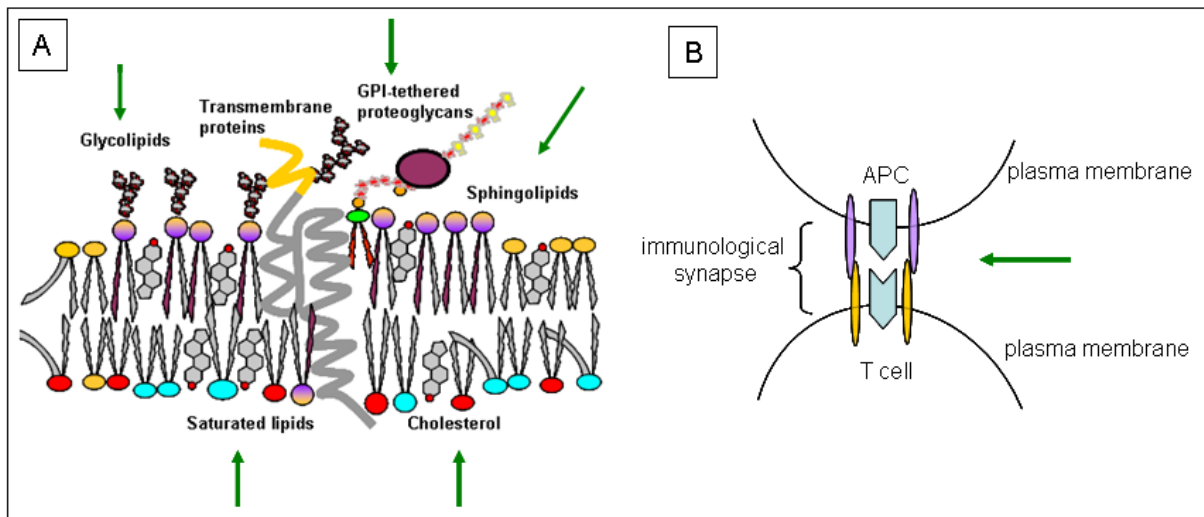 A
Glycolipids
Transmembrane
proteins
GPI-tethered
proteoglycans
Sphingolipids
Saturated lipids
Cholesterol
B
APC
plasma membrane
immunological
synapse
plasma membrane
T cell